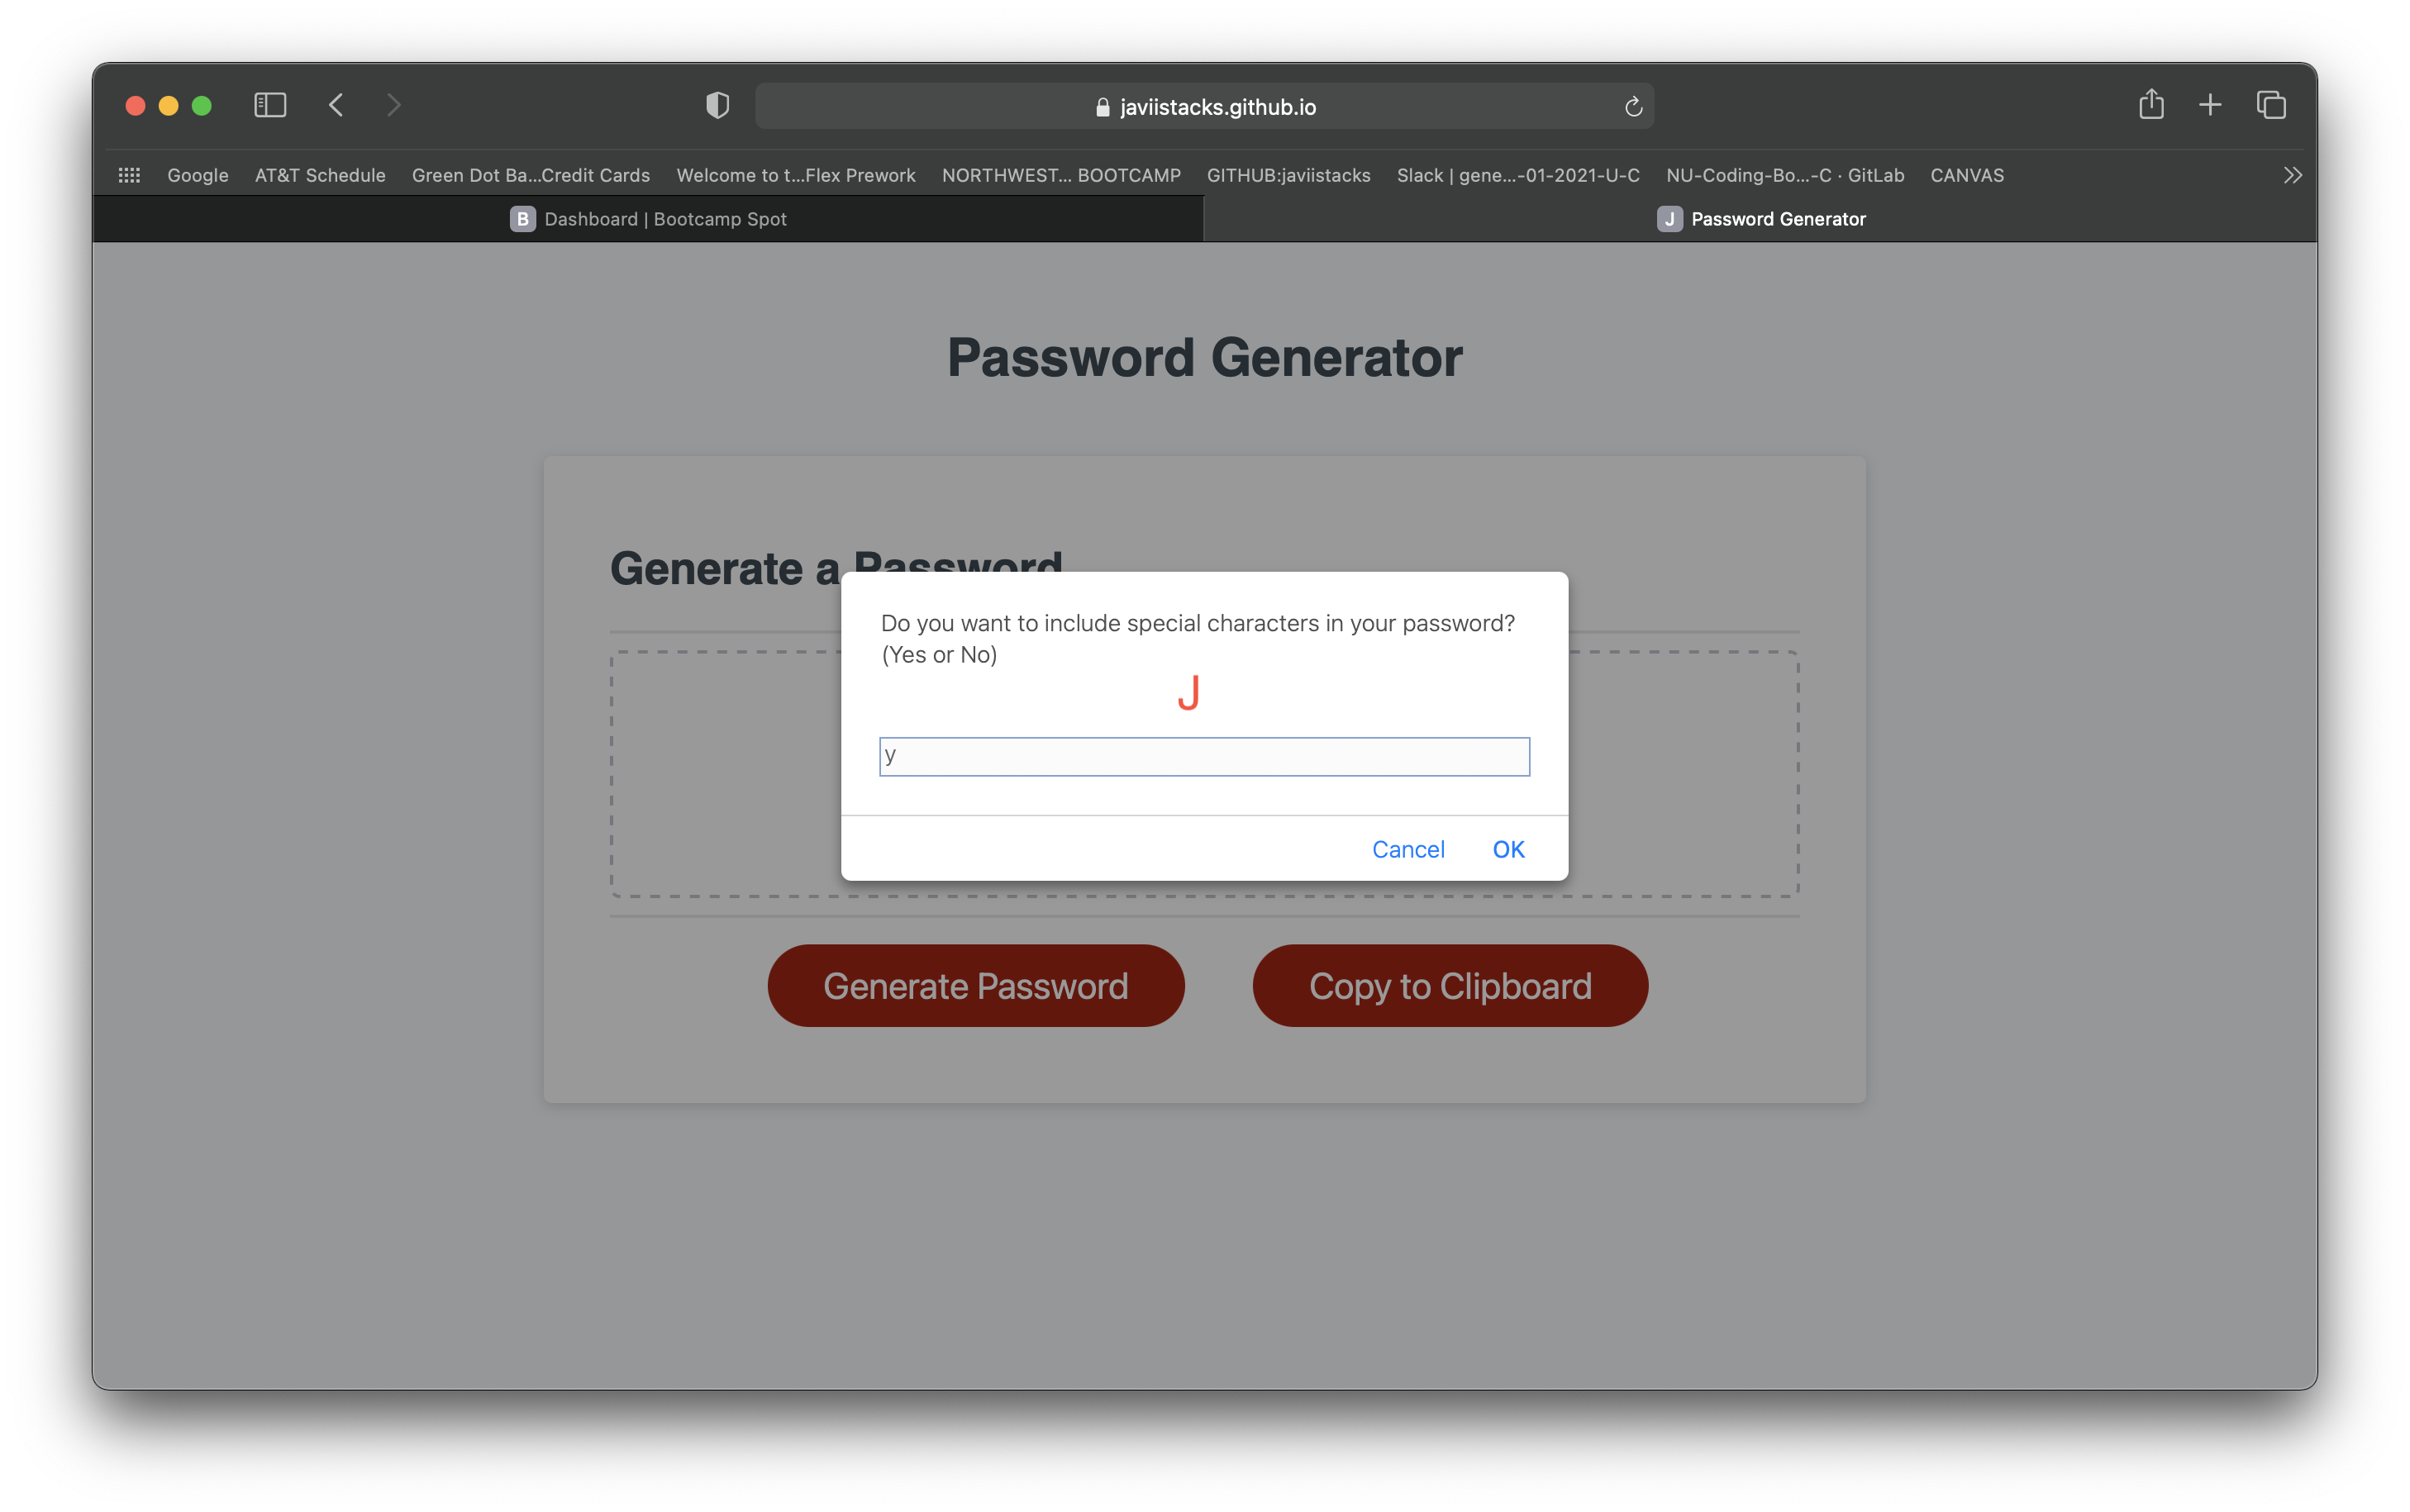 javiistacks.github.io
Google AT&T Schedule Green Dot Ba...Credit Cards Welcome to t...Flex Prework NORTHWEST... BOOTCAMP GITHUB:javiistacks Slack | gene...-01-2021-U-C NU-Coding-Bo...-C · GitLab CANVAS
B Dashboard | Bootcamp Spot J Password Generator
Password Generator
Generate a Password
Do you want to include special characters in your password?
(Yes or No)
J
y
Cancel OK
Generate Password Copy to Clipboard